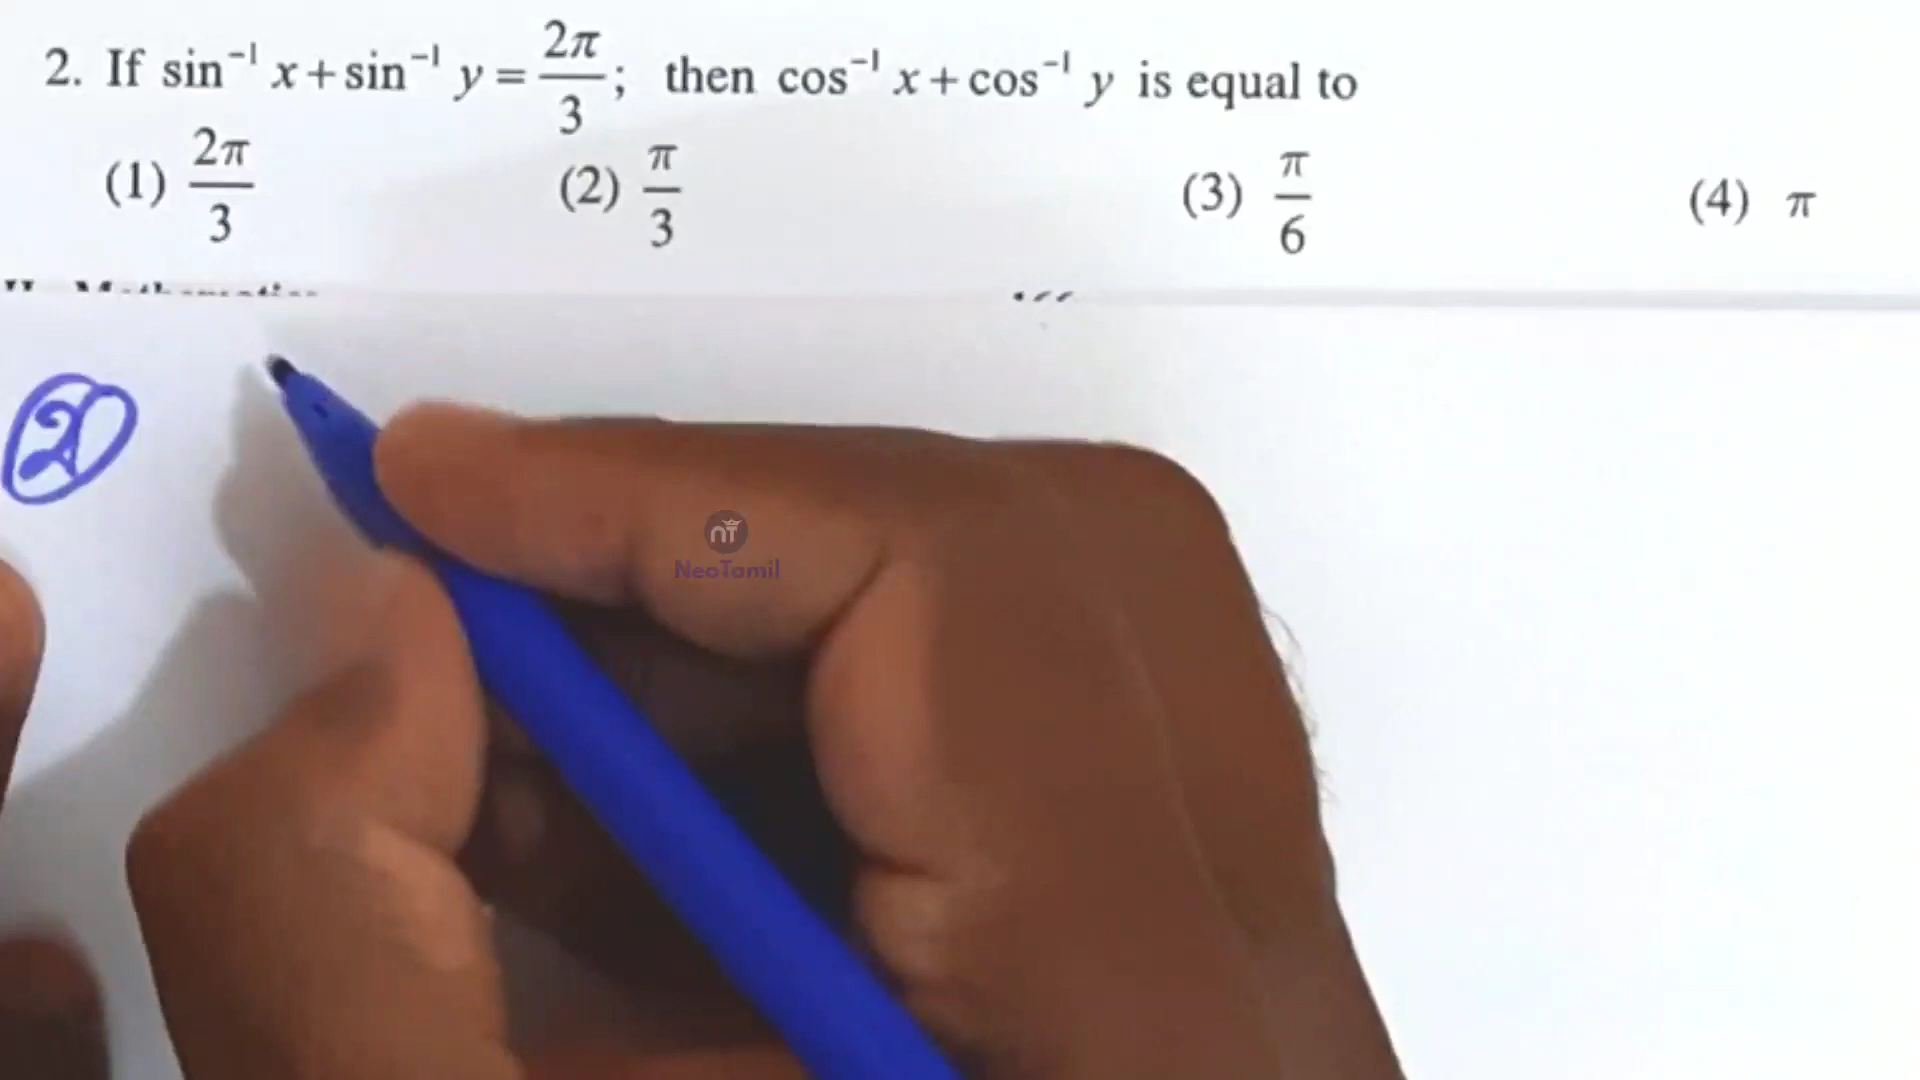 2. If sin⁻¹ x + sin⁻¹ y = 2π/3; then cos⁻¹ x + cos⁻¹ y is equal to
(1) 2π/3 (2) π/3 (3) π/6 (4) π
2
NeoTamil